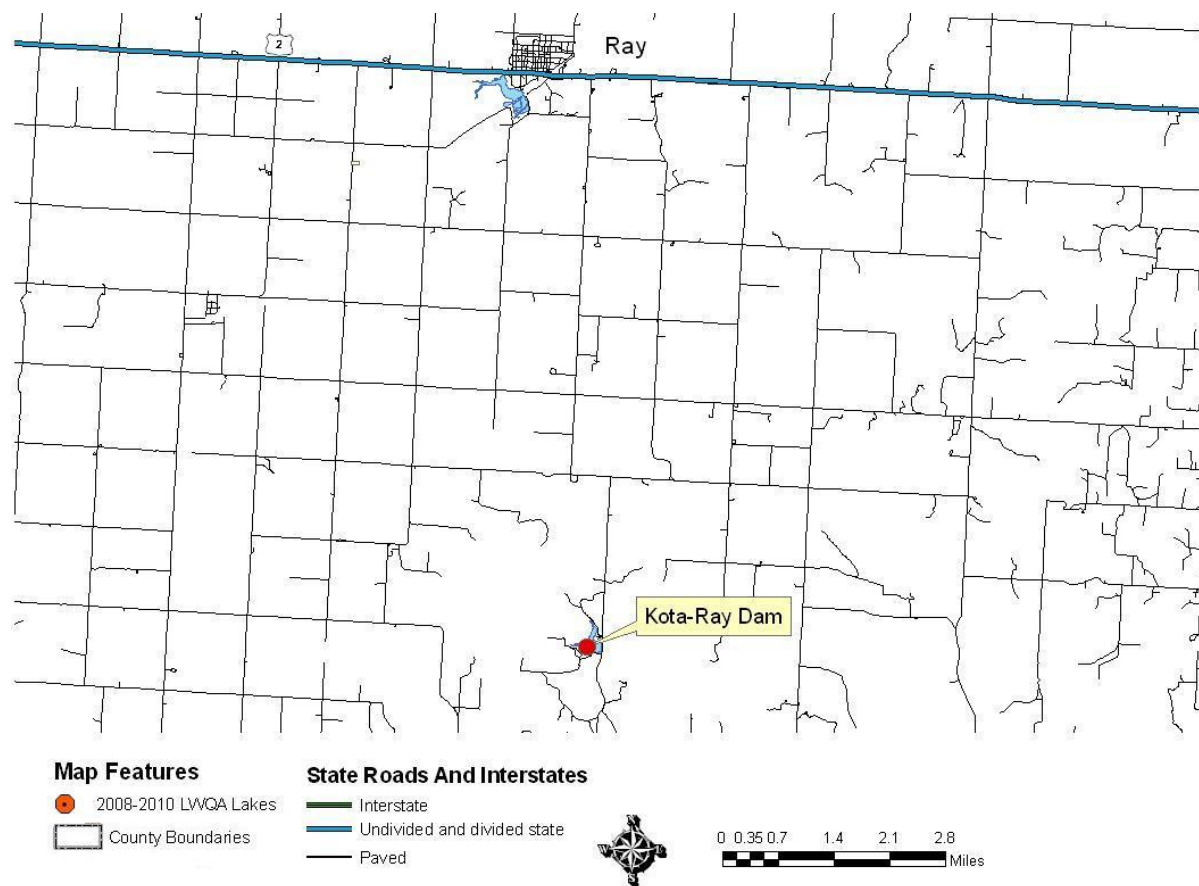 2
Ray
Kota-Ray Dam
Map Features
2008-2010 LWQA Lakes
County Boundaries
State Roads And Interstates
Interstate
Undivided and divided state
Paved
N
W E
S
0 0.35 0.7 1.4 2.1 2.8
Miles